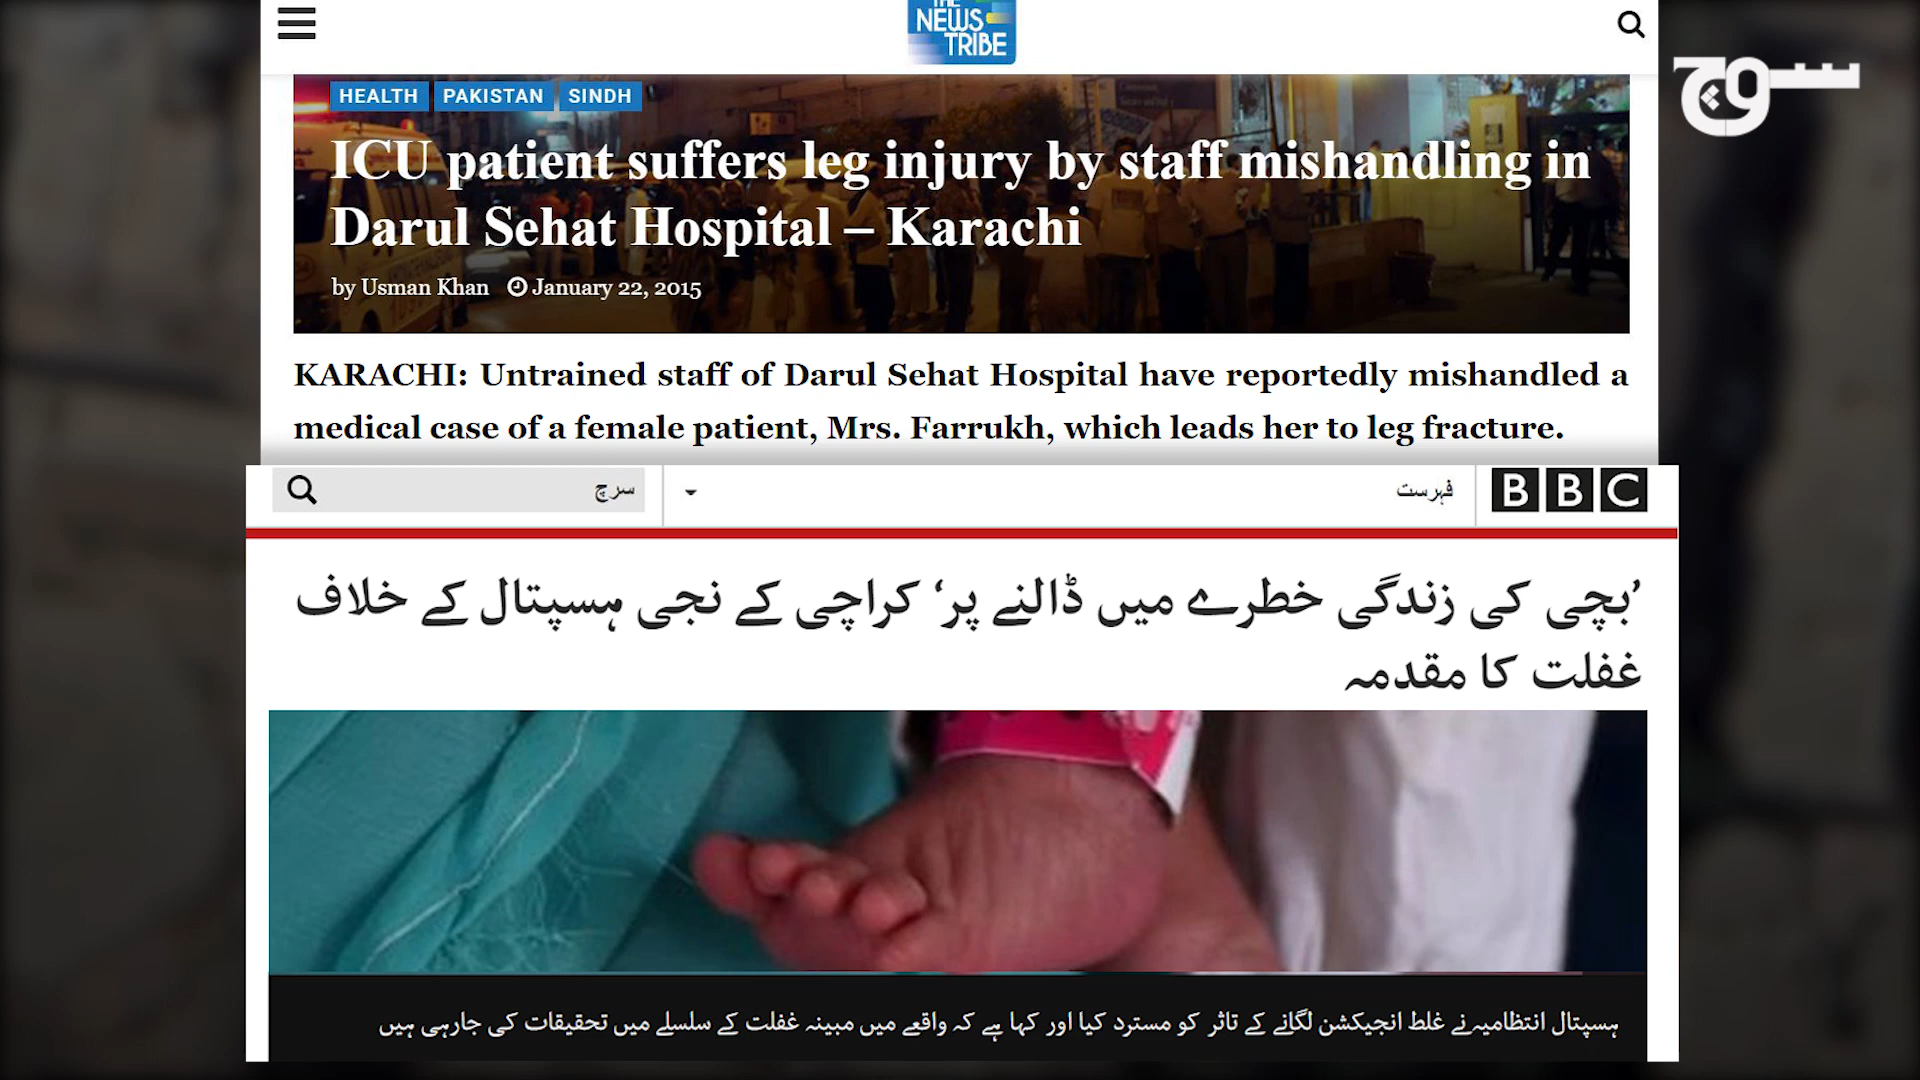 THE
NEWS
TRIBE
سوچ
HEALTH PAKISTAN SINDH
ICU patient suffers leg injury by staff mishandling in
Darul Sehat Hospital – Karachi
by Usman Khan January 22, 2015
KARACHI: Untrained staff of Darul Sehat Hospital have reportedly mishandled a
medical case of a female patient, Mrs. Farrukh, which leads her to leg fracture.
BBC فہرست سرچ
’بچی کی زندگی خطرے میں ڈالنے پر‘ کراچی کے نجی ہسپتال کے خلاف
غفلت کا مقدمہ
ہسپتال انتظامیہ نے غلط انجیکشن لگانے کے تاثر کو مسترد کیا اور کہا ہے کہ واقعے میں مبینہ غفلت کے سلسلے میں تحقیقات کی جارہی ہیں